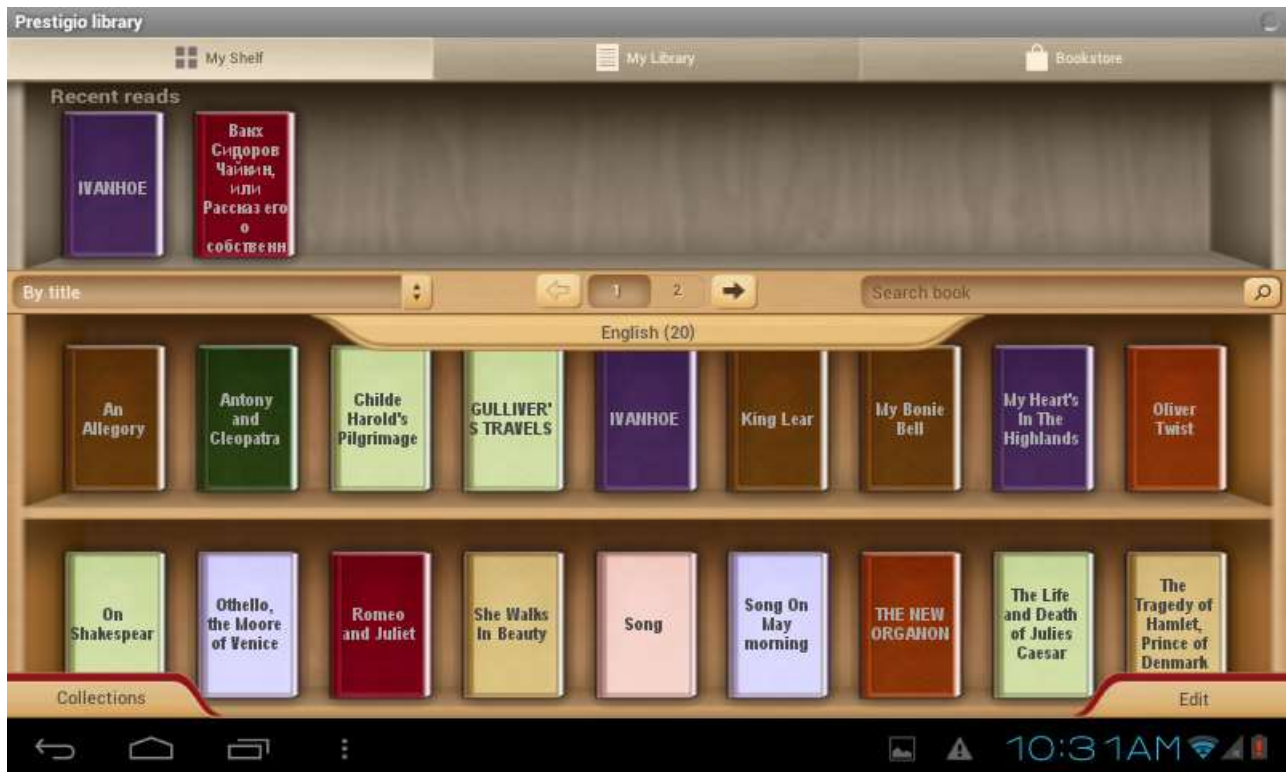 Prestigio library
My Shelf
My Library
Bookstore
Recent reads
IVANHOE
Вакх
Сидоров
Чайкин,
или
Рассказ его
о
собственн
By title
1
2
Search book
English (20)
An
Allegory
Antony
and
Cleopatra
Childe
Harold's
Pilgrimage
GULLIVER'
S TRAVELS
IVANHOE
King Lear
My Bonie
Bell
My Heart's
In The
Highlands
Oliver
Twist
On
Shakespear
Othello,
the Moore
of Venice
Romeo
and Juliet
She Walks
In Beauty
Song
Song On
May
morning
THE NEW
ORGANON
The Life
and Death
of Julies
Caesar
The
Tragedy of
Hamlet,
Prince of
Denmark
Collections
Edit
10:31AM